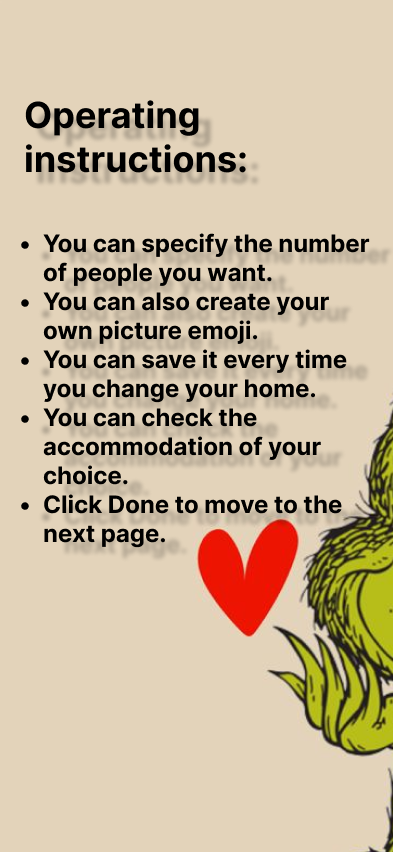 Operating
instructions:
• You can specify the number
of people you want.
• You can also create your
own picture emoji.
• You can save it every time
you change your home.
• You can check the
accommodation of your
choice.
• Click Done to move to the
next page.